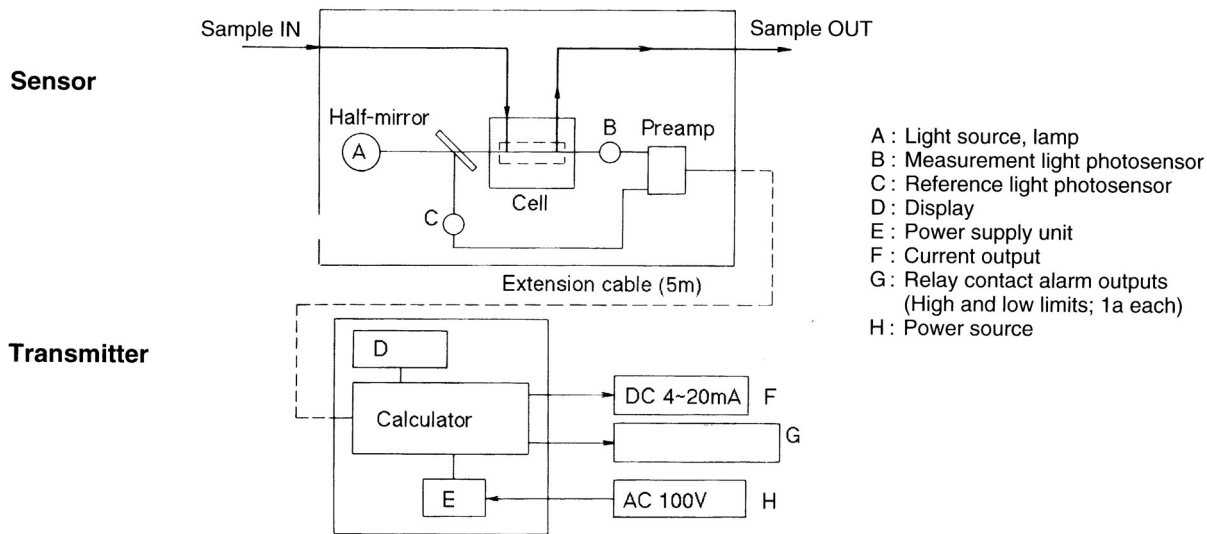 Sample IN
Sample OUT
Sensor
Half-mirror
A
B
Preamp
Cell
C
Extension cable (5m)
A : Light source, lamp
B : Measurement light photosensor
C : Reference light photosensor
D : Display
E : Power supply unit
F : Current output
G : Relay contact alarm outputs
(High and low limits; 1a each)
H : Power source
Transmitter
D
Calculator
DC 4~20mA
F
G
E
AC 100V
H